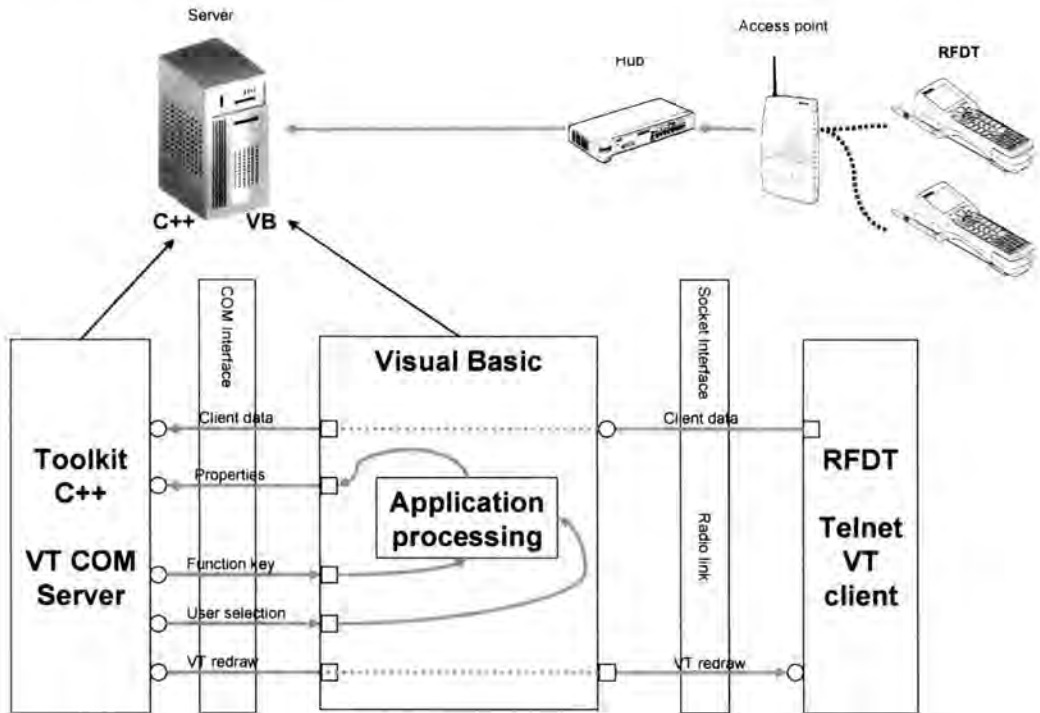 Server
Access point
Hub
RFDT
C++
VB
COM Interface
Socket Interface
Visual Basic
Client data
Client data
Toolkit
C++
Properties
Application
processing
RFDT
Telnet
VT
client
VT COM
Server
Function key
Radio link
User selection
VT redraw
VT redraw